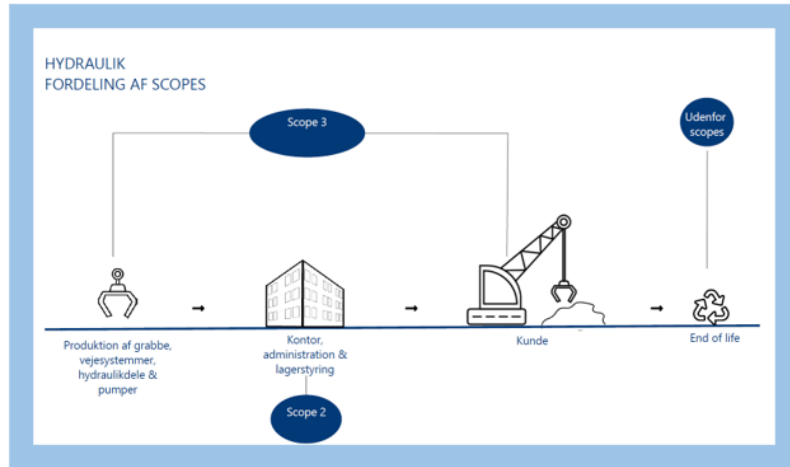 HYDRAULIK
FORDELING AF SCOPES
Scope 3
Udenfor
scopes
Produktion af grabbe,
vejesystemmer,
hydraulikdele &
pumper
Kontor,
administration &
lagerstyring
Kunde
End of life
Scope 2